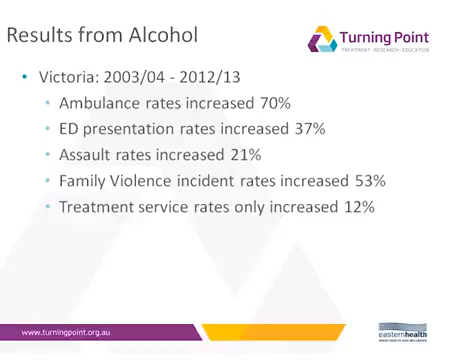 Results from Alcohol
Turning Point
TREATMENT • RESEARCH • EDUCATION
• Victoria: 2003/04 - 2012/13
• Ambulance rates increased 70%
• ED presentation rates increased 37%
• Assault rates increased 21%
• Family Violence incident rates increased 53%
• Treatment service rates only increased 12%
www.turningpoint.org.au
easternhealth
GREAT HEALTH AND WELLBEING